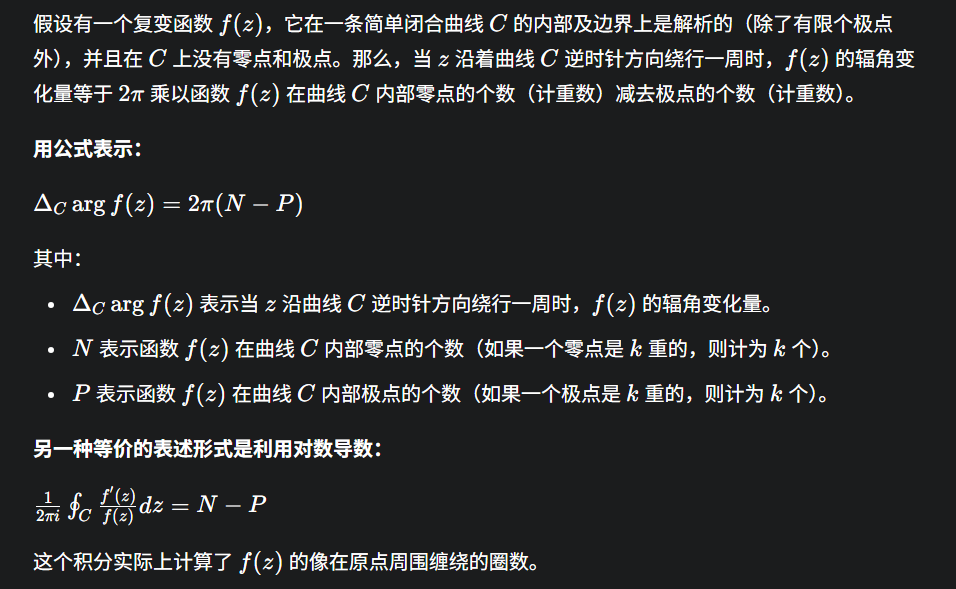 假设有一个复变函数 f(z)，它在一条简单闭合曲线 C 的内部及边界上是解析的（除了有限个极点
外），并且在 C 上没有零点和极点。那么，当 z 沿着曲线 C 逆时针方向绕行一周时，f(z) 的辐角变
化量等于 2π 乘以函数 f(z) 在曲线 C 内部零点的个数（计重数）减去极点的个数（计重数）。
用公式表示：
Δ_C arg f(z) = 2π(N − P)
其中：
• Δ_C arg f(z) 表示当 z 沿曲线 C 逆时针方向绕行一周时，f(z) 的辐角变化量。
• N 表示函数 f(z) 在曲线 C 内部零点的个数（如果一个零点是 k 重的，则计为 k 个）。
• P 表示函数 f(z) 在曲线 C 内部极点的个数（如果一个极点是 k 重的，则计为 k 个）。
另一种等价的表述形式是利用对数导数：
\frac{1}{2πi} ∮_C \frac{f'(z)}{f(z)} dz = N − P
这个积分实际上计算了 f(z) 的像在原点周围缠绕的圈数。